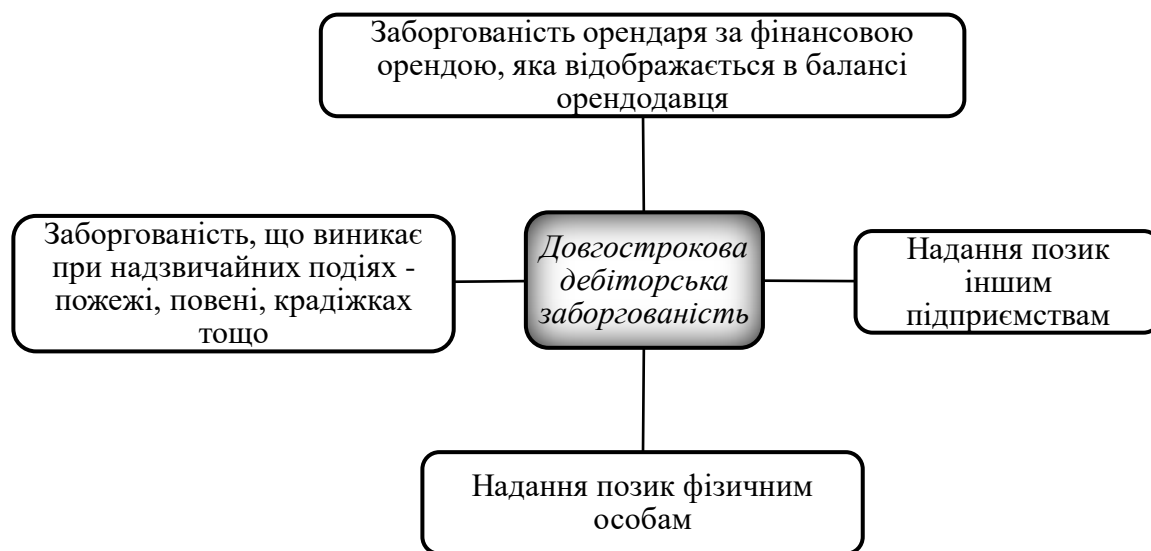 Заборгованість орендаря за фінансовою
орендою, яка відображається в балансі
орендодавця
Заборгованість, що виникає
при надзвичайних подіях -
пожежі, повені, крадіжках
тощо
Довгострокова
дебіторська
заборгованість
Надання позик
іншим
підприємствам
Надання позик фізичним
особам